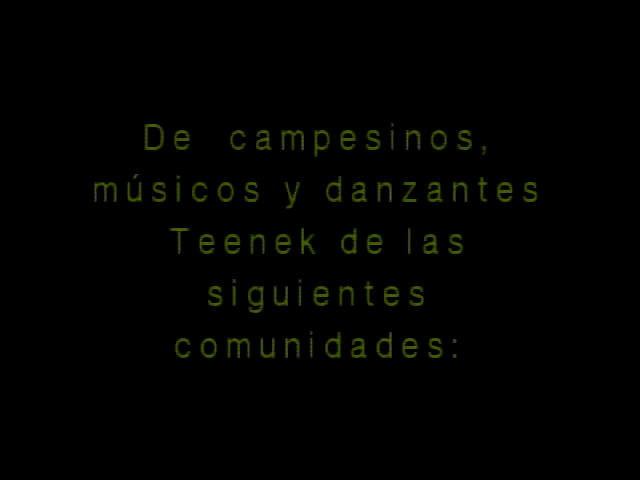 De campesinos,
músicos y danzantes
Teenek de las
siguientes
comunidades: